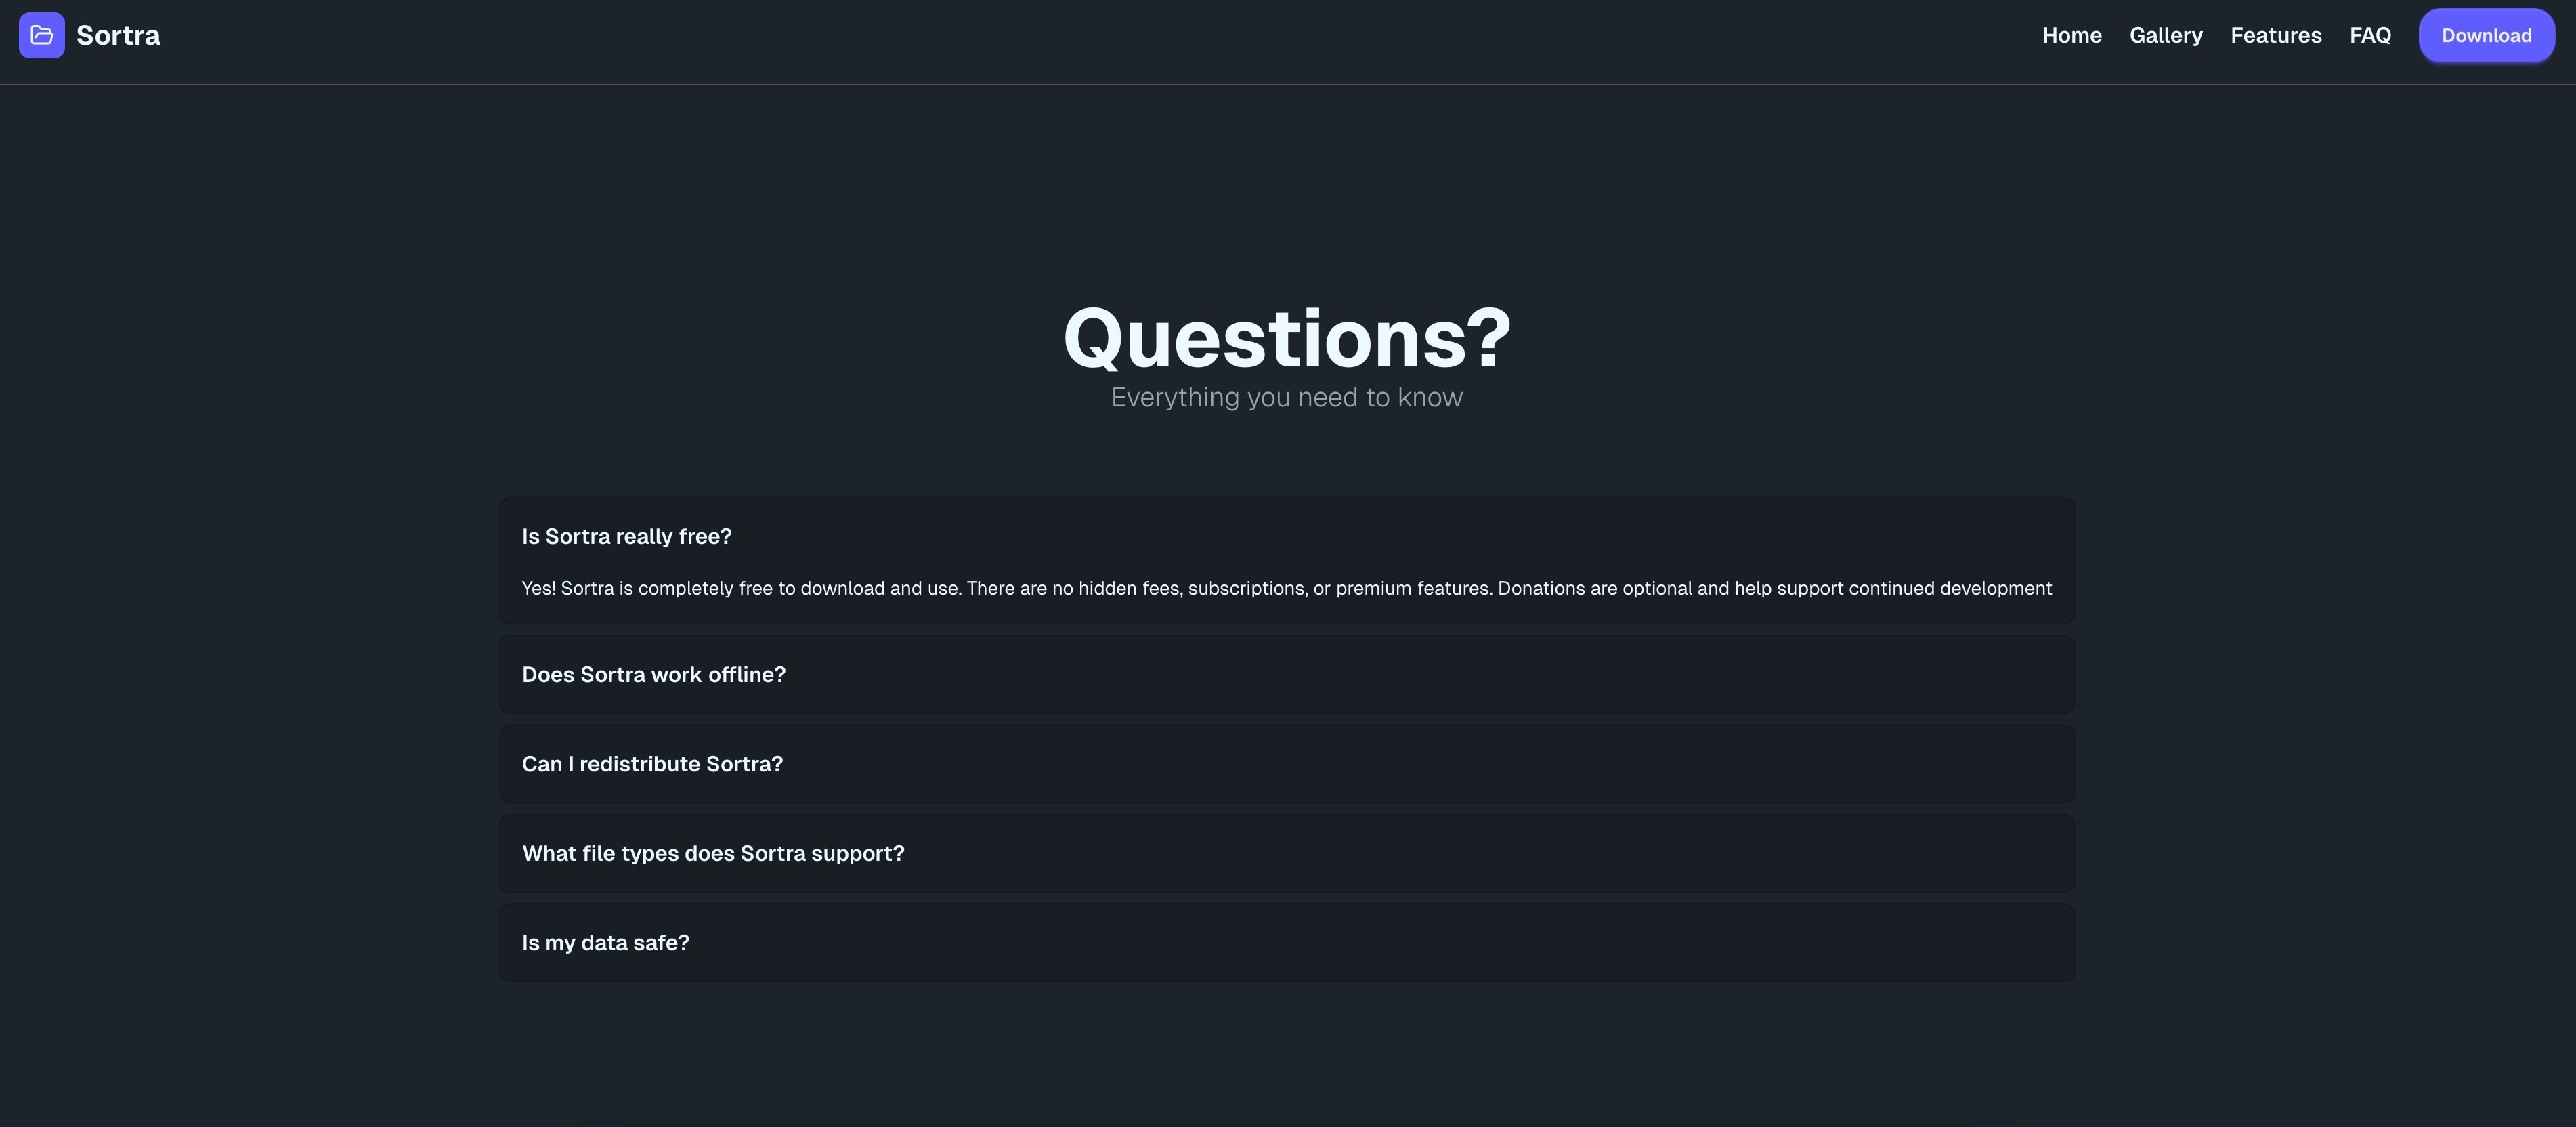 Sortra
Home Gallery Features FAQ Download
Questions?
Everything you need to know
Is Sortra really free?
Yes! Sortra is completely free to download and use. There are no hidden fees, subscriptions, or premium features. Donations are optional and help support continued development
Does Sortra work offline?
Can I redistribute Sortra?
What file types does Sortra support?
Is my data safe?